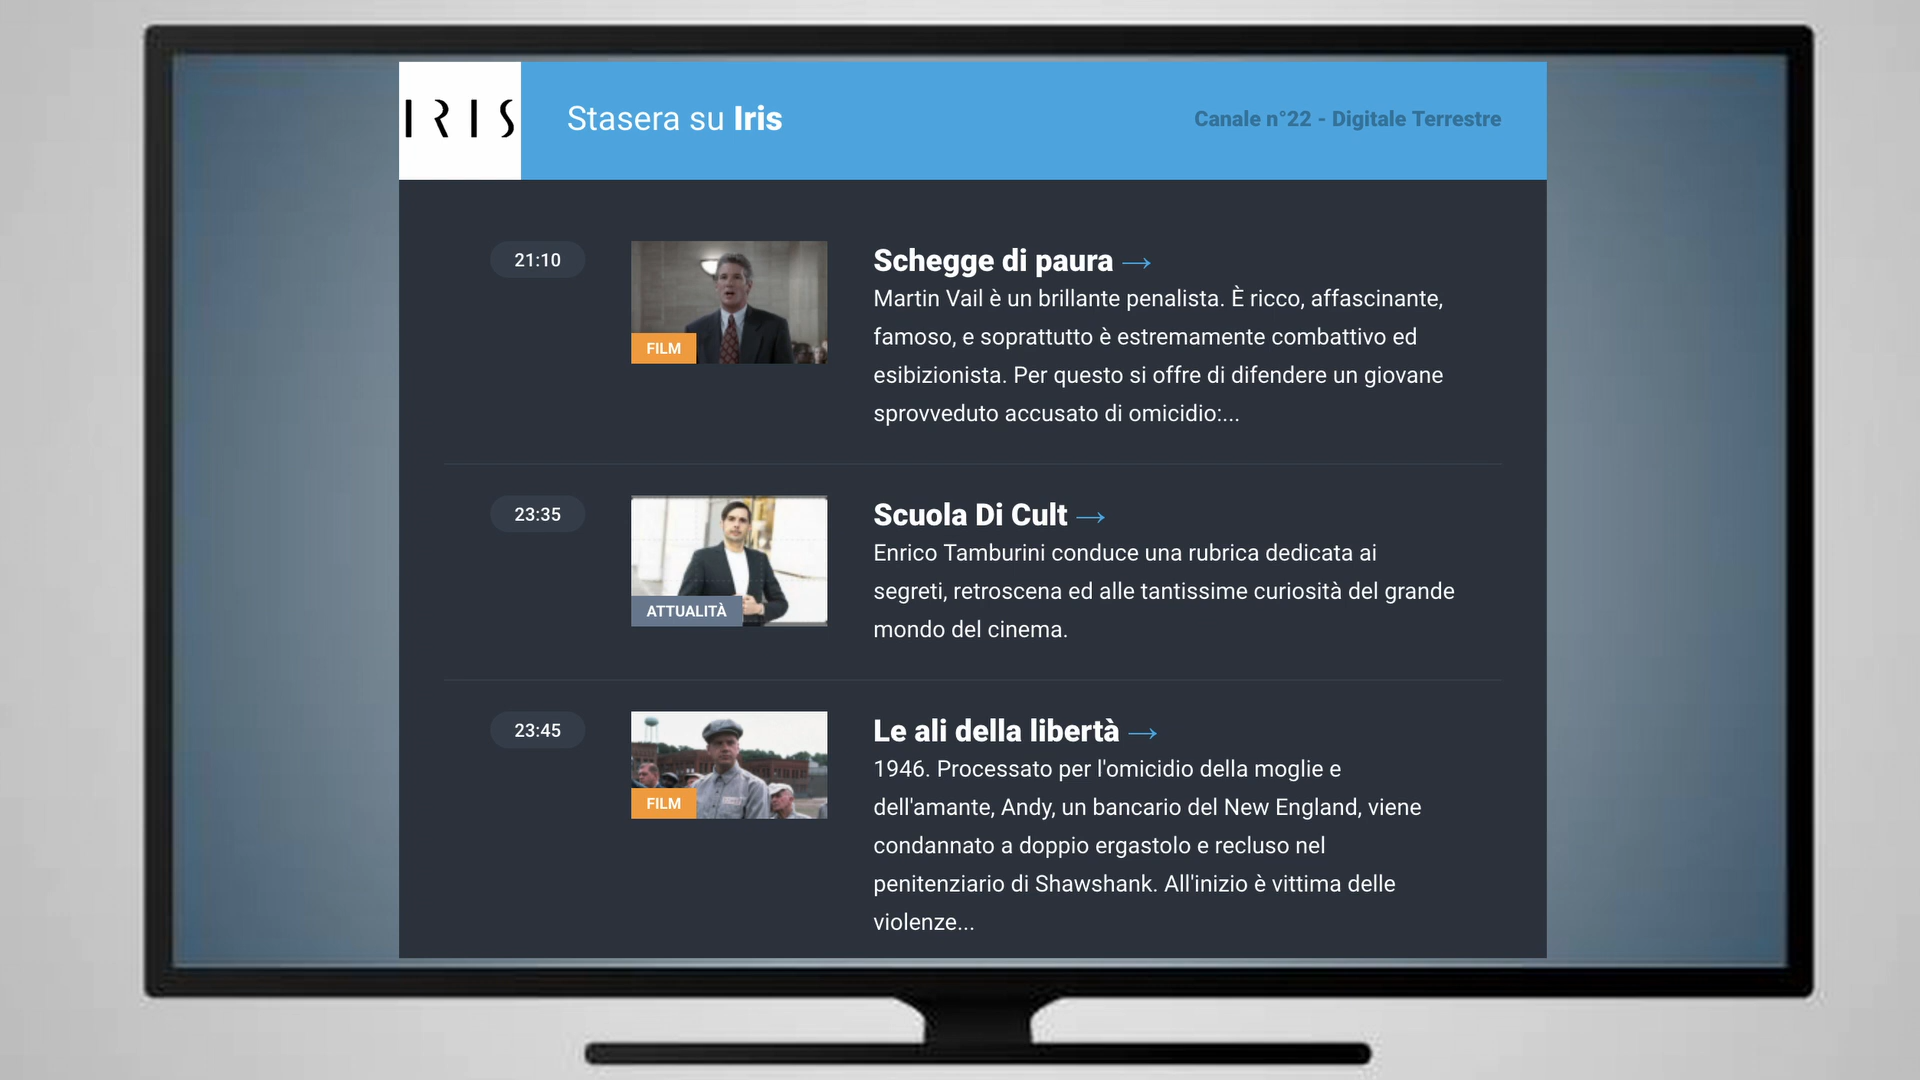 IRIS
Stasera su Iris
Canale n°22 - Digitale Terrestre
21:10
FILM
Schegge di paura →
Martin Vail è un brillante penalista. È ricco, affascinante,
famoso, e soprattutto è estremamente combattivo ed
esibizionista. Per questo si offre di difendere un giovane
sprovveduto accusato di omicidio:...
23:35
ATTUALITÀ
Scuola Di Cult →
Enrico Tamburini conduce una rubrica dedicata ai
segreti, retroscena ed alle tantissime curiosità del grande
mondo del cinema.
23:45
FILM
Le ali della libertà →
1946. Processato per l'omicidio della moglie e
dell'amante, Andy, un bancario del New England, viene
condannato a doppio ergastolo e recluso nel
penitenziario di Shawshank. All'inizio è vittima delle
violenze...